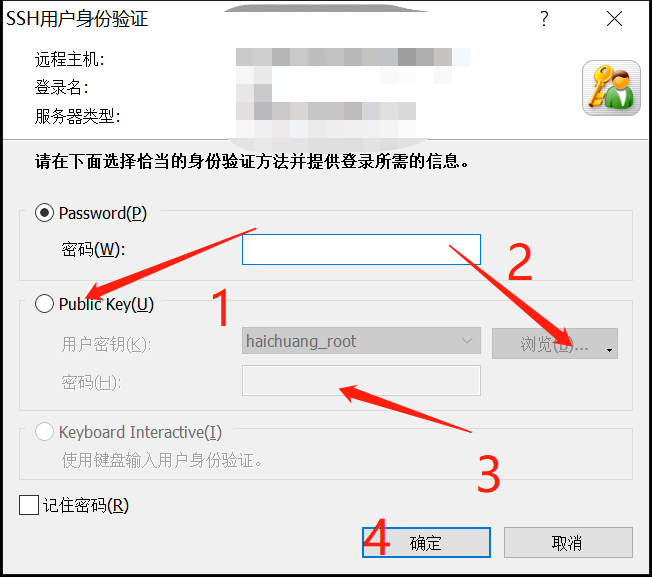 SSH用户身份验证
远程主机:
登录名:
服务器类型:
请在下面选择恰当的身份验证方法并提供登录所需的信息。
Password(P)
密码(W):
2
1
Public Key(U)
用户密钥(K):
haichuang_root
浏览(B)...
密码(H):
Keyboard Interactive(I)
3
使用键盘输入用户身份验证。
记住密码(R)
4
确定
取消